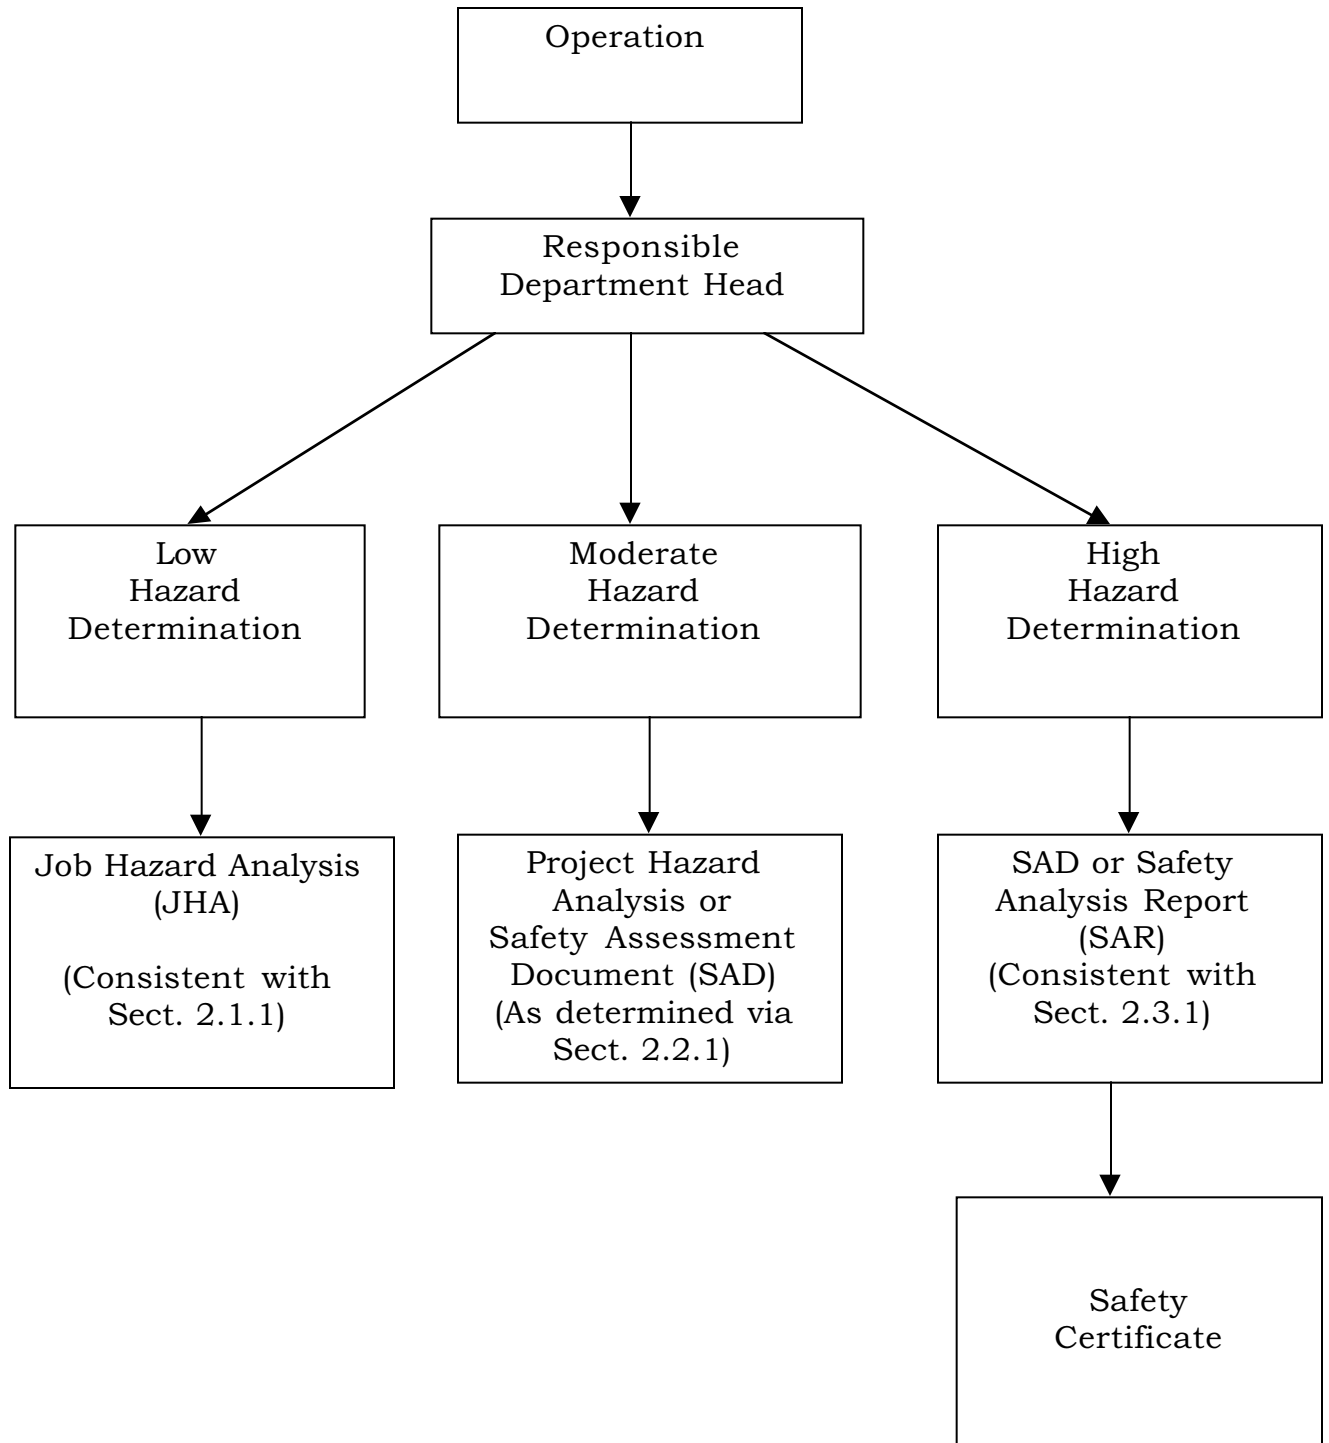 Operation
Responsible
Department Head
Low
Hazard
Determination
Moderate
Hazard
Determination
High
Hazard
Determination
Job Hazard Analysis
(JHA)
(Consistent with
Sect. 2.1.1)
Project Hazard
Analysis or
Safety Assessment
Document (SAD)
(As determined via
Sect. 2.2.1)
SAD or Safety
Analysis Report
(SAR)
(Consistent with
Sect. 2.3.1)
Safety
Certificate